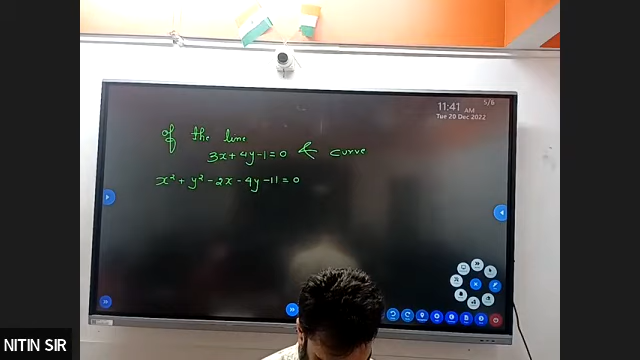 11:41 AM 5/6
Tue 20 Dec 2022
of the line
3x + 4y - 1 = 0 & curve
x² + y² - 2x - 4y - 11 = 0
NITIN SIR